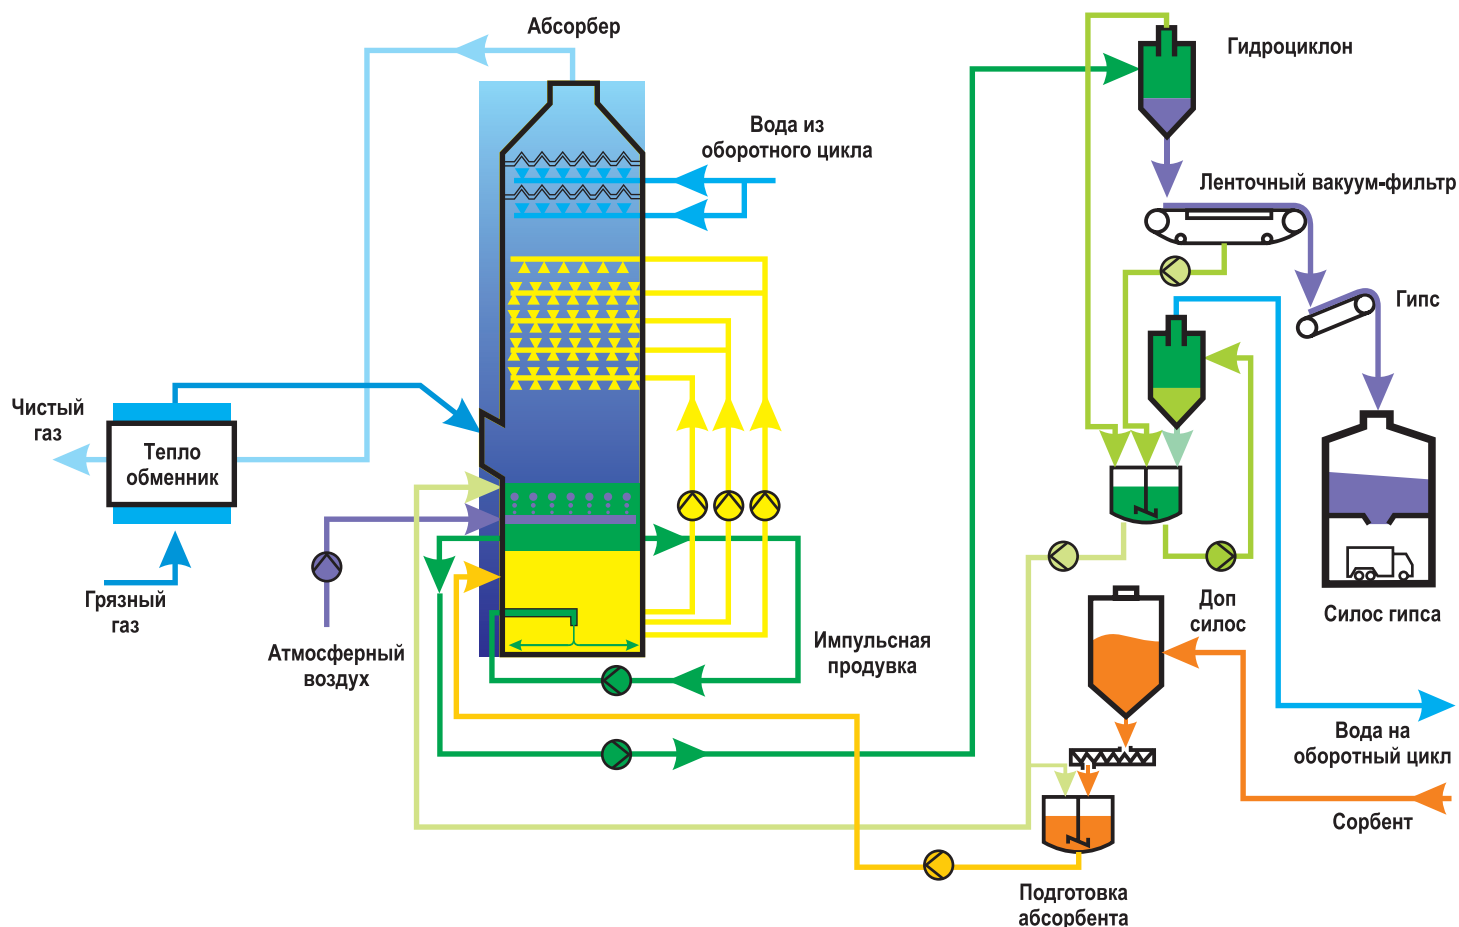 Абсорбер
Гидроциклон
Вода из
оборотного цикла
Ленточный вакуум-фильтр
Гипс
Чистый
газ
Тепло
обменник
Грязный
газ
Атмосферный
воздух
Импульсная
продувка
Доп
силос
Силос гипса
Вода на
оборотный цикл
Сорбент
Подготовка
абсорбента